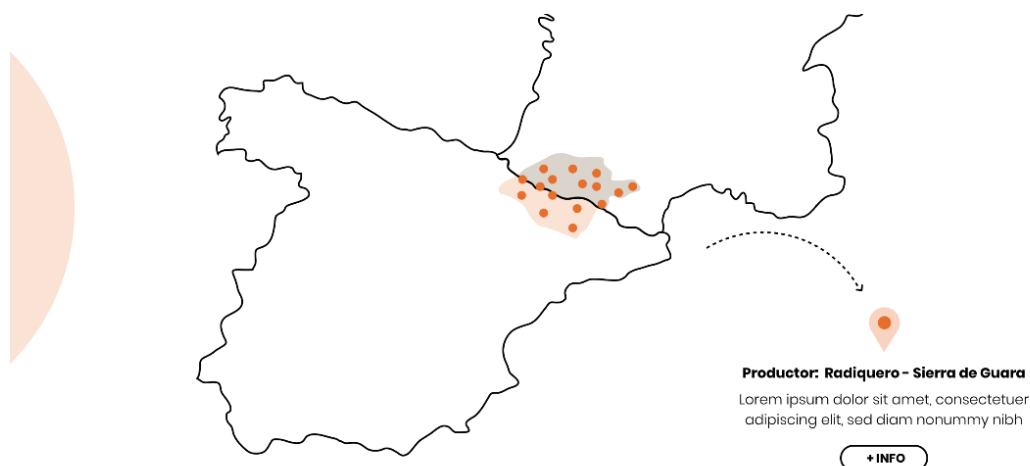 Productor: Radiquero - Sierra de Guara
Lorem ipsum dolor sit amet, consectetuer
adipiscing elit, sed diam nonummy nibh
+ INFO